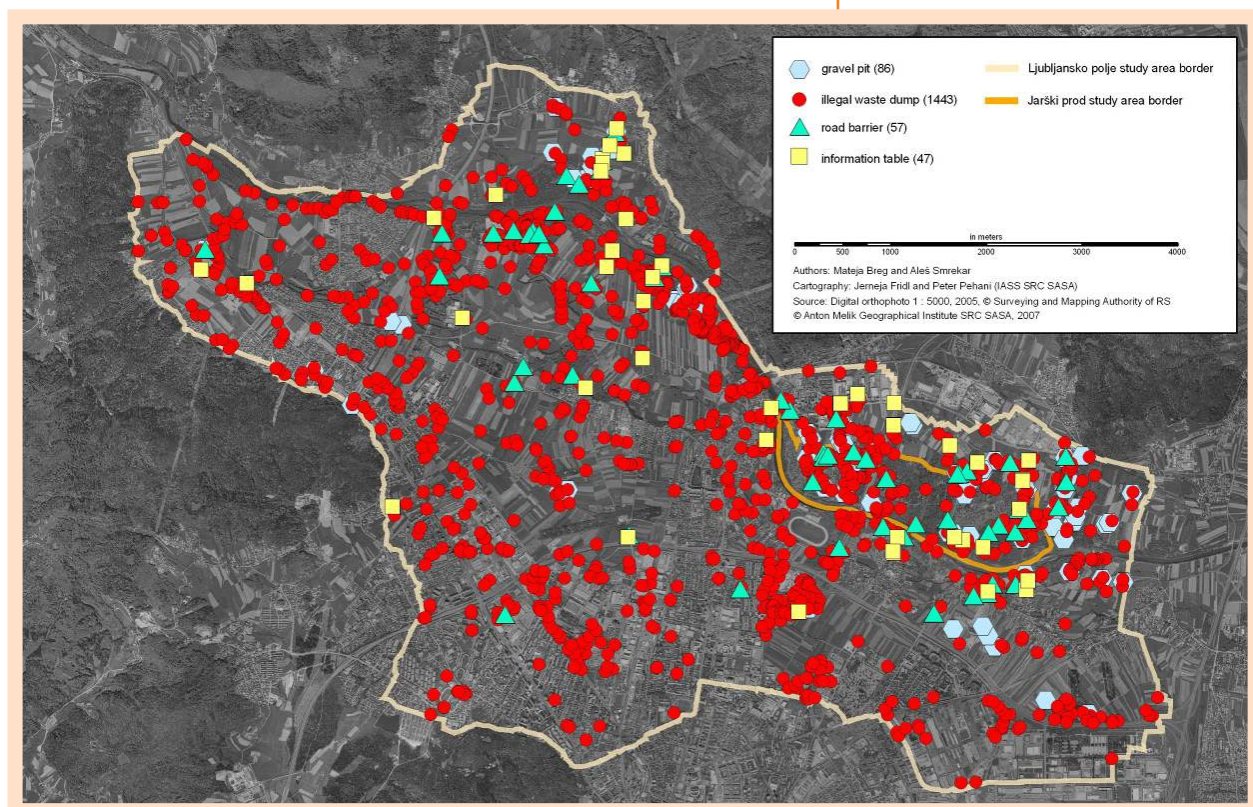 gravel pit (86)
illegal waste dump (1443)
road barrier (57)
information table (47)
Ljubljansko polje study area border
Jarški prod study area border
in meters
0 500 1000 2000 3000 4000
Authors: Mateja Breg and Aleš Smrekar
Cartography: Jerneja Fridl and Peter Pehani (IASS SRC SASA)
Source: Digital orthophoto 1 : 5000, 2005, © Surveying and Mapping Authority of RS
© Anton Melik Geographical Institute SRC SASA, 2007